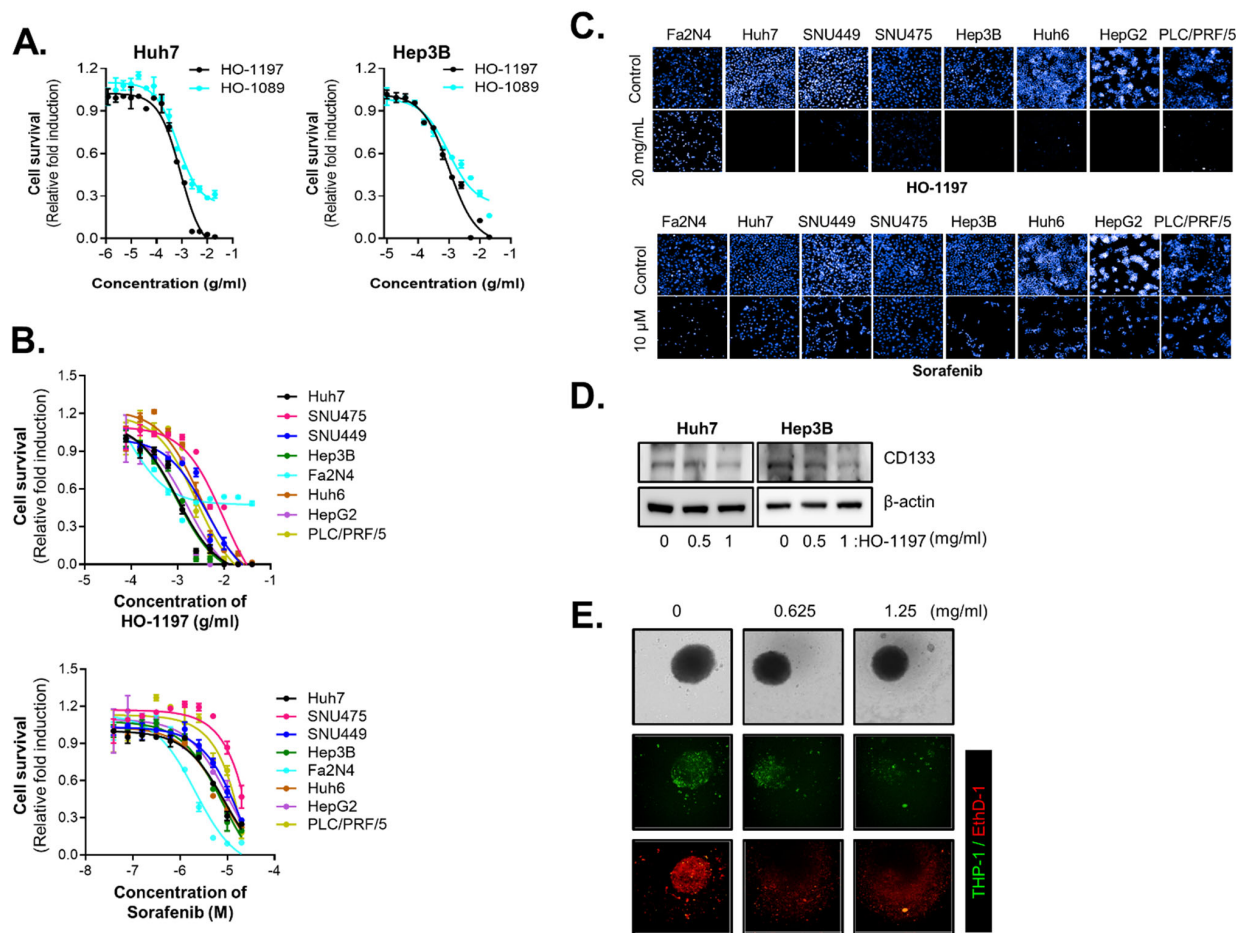 A.
Huh7
HO-1197
HO-1089
Cell survival
(Relative fold induction)
1.2
0.9
0.6
0.3
0.0
-6 -5 -4 -3 -2 -1
Concentration (g/ml)
Hep3B
HO-1197
HO-1089
Cell survival
(Relative fold induction)
1.2
0.9
0.6
0.3
0.0
-5 -4 -3 -2 -1
Concentration (g/ml)
B.
Cell survival
(Relative fold induction)
1.5
1.2
0.9
0.6
0.3
0.0
-5 -4 -3 -2 -1
Concentration of
HO-1197 (g/ml)
Huh7
SNU475
SNU449
Hep3B
Fa2N4
Huh6
HepG2
PLC/PRF/5
Cell survival
(Relative fold induction)
1.5
1.2
0.9
0.6
0.3
0.0
-8 -7 -6 -5 -4
Concentration of
Sorafenib (M)
Huh7
SNU475
SNU449
Hep3B
Fa2N4
Huh6
HepG2
PLC/PRF/5
C.
Fa2N4 Huh7 SNU449 SNU475 Hep3B Huh6 HepG2 PLC/PRF/5
Control
20 mg/mL
HO-1197
Fa2N4 Huh7 SNU449 SNU475 Hep3B Huh6 HepG2 PLC/PRF/5
Control
10 µM
Sorafenib
D.
Huh7 Hep3B
CD133
β-actin
0 0.5 1 0 0.5 1 :HO-1197 (mg/ml)
E.
0 0.625 1.25 (mg/ml)
THP-1 / EthD-1